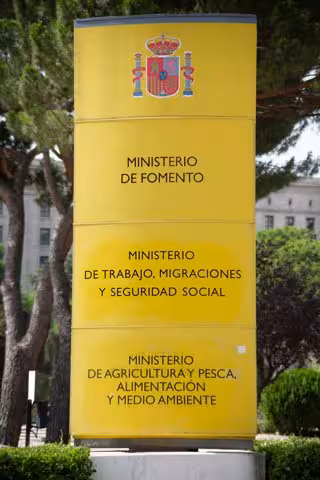 MINISTERIO
DE FOMENTO
MINISTERIO
DE TRABAJO, MIGRACIONES
Y SEGURIDAD SOCIAL
MINISTERIO
DE AGRICULTURA Y PESCA,
ALIMENTACIÓN
Y MEDIO AMBIENTE